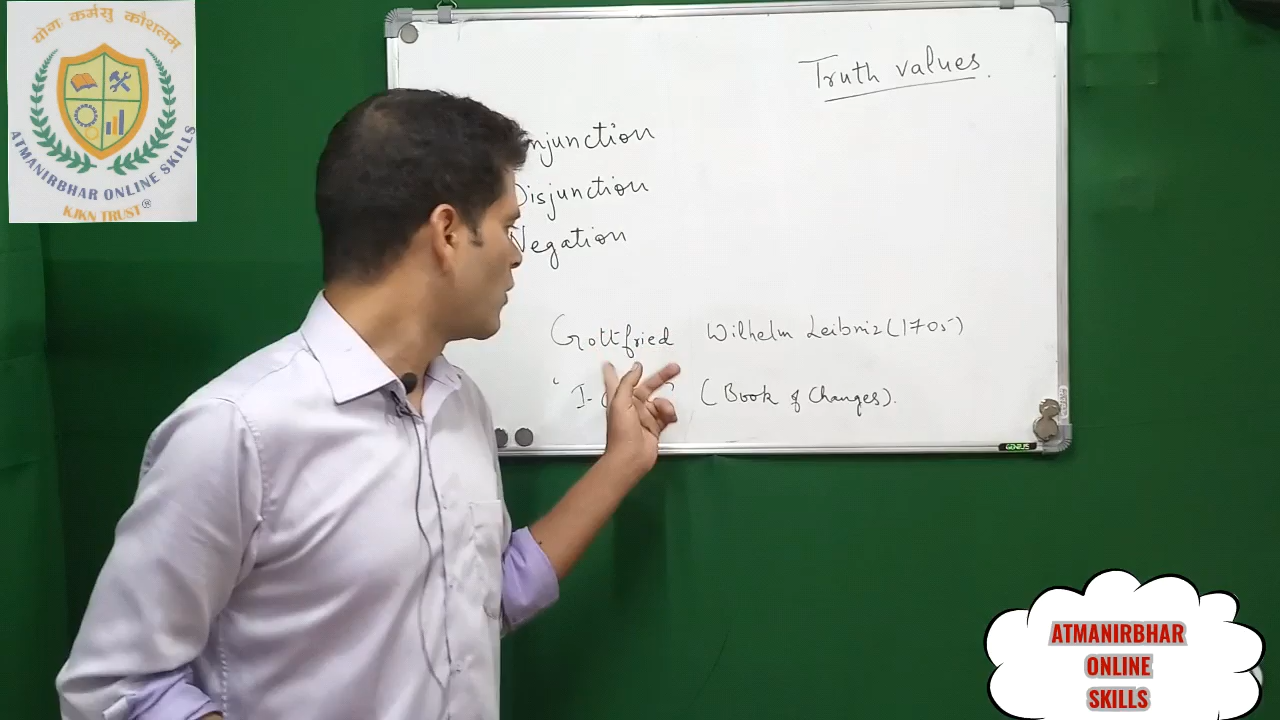 योगः कर्मसु कौशलम्
ATMANIRBHAR ONLINE SKILLS
KJKN TRUST®
Truth values.
njunction
Disjunction
Negation
Gottfried Wilhelm Leibniz (1705)
(Book of Changes).
GENIUS
ATMANIRBHAR
ONLINE
SKILLS